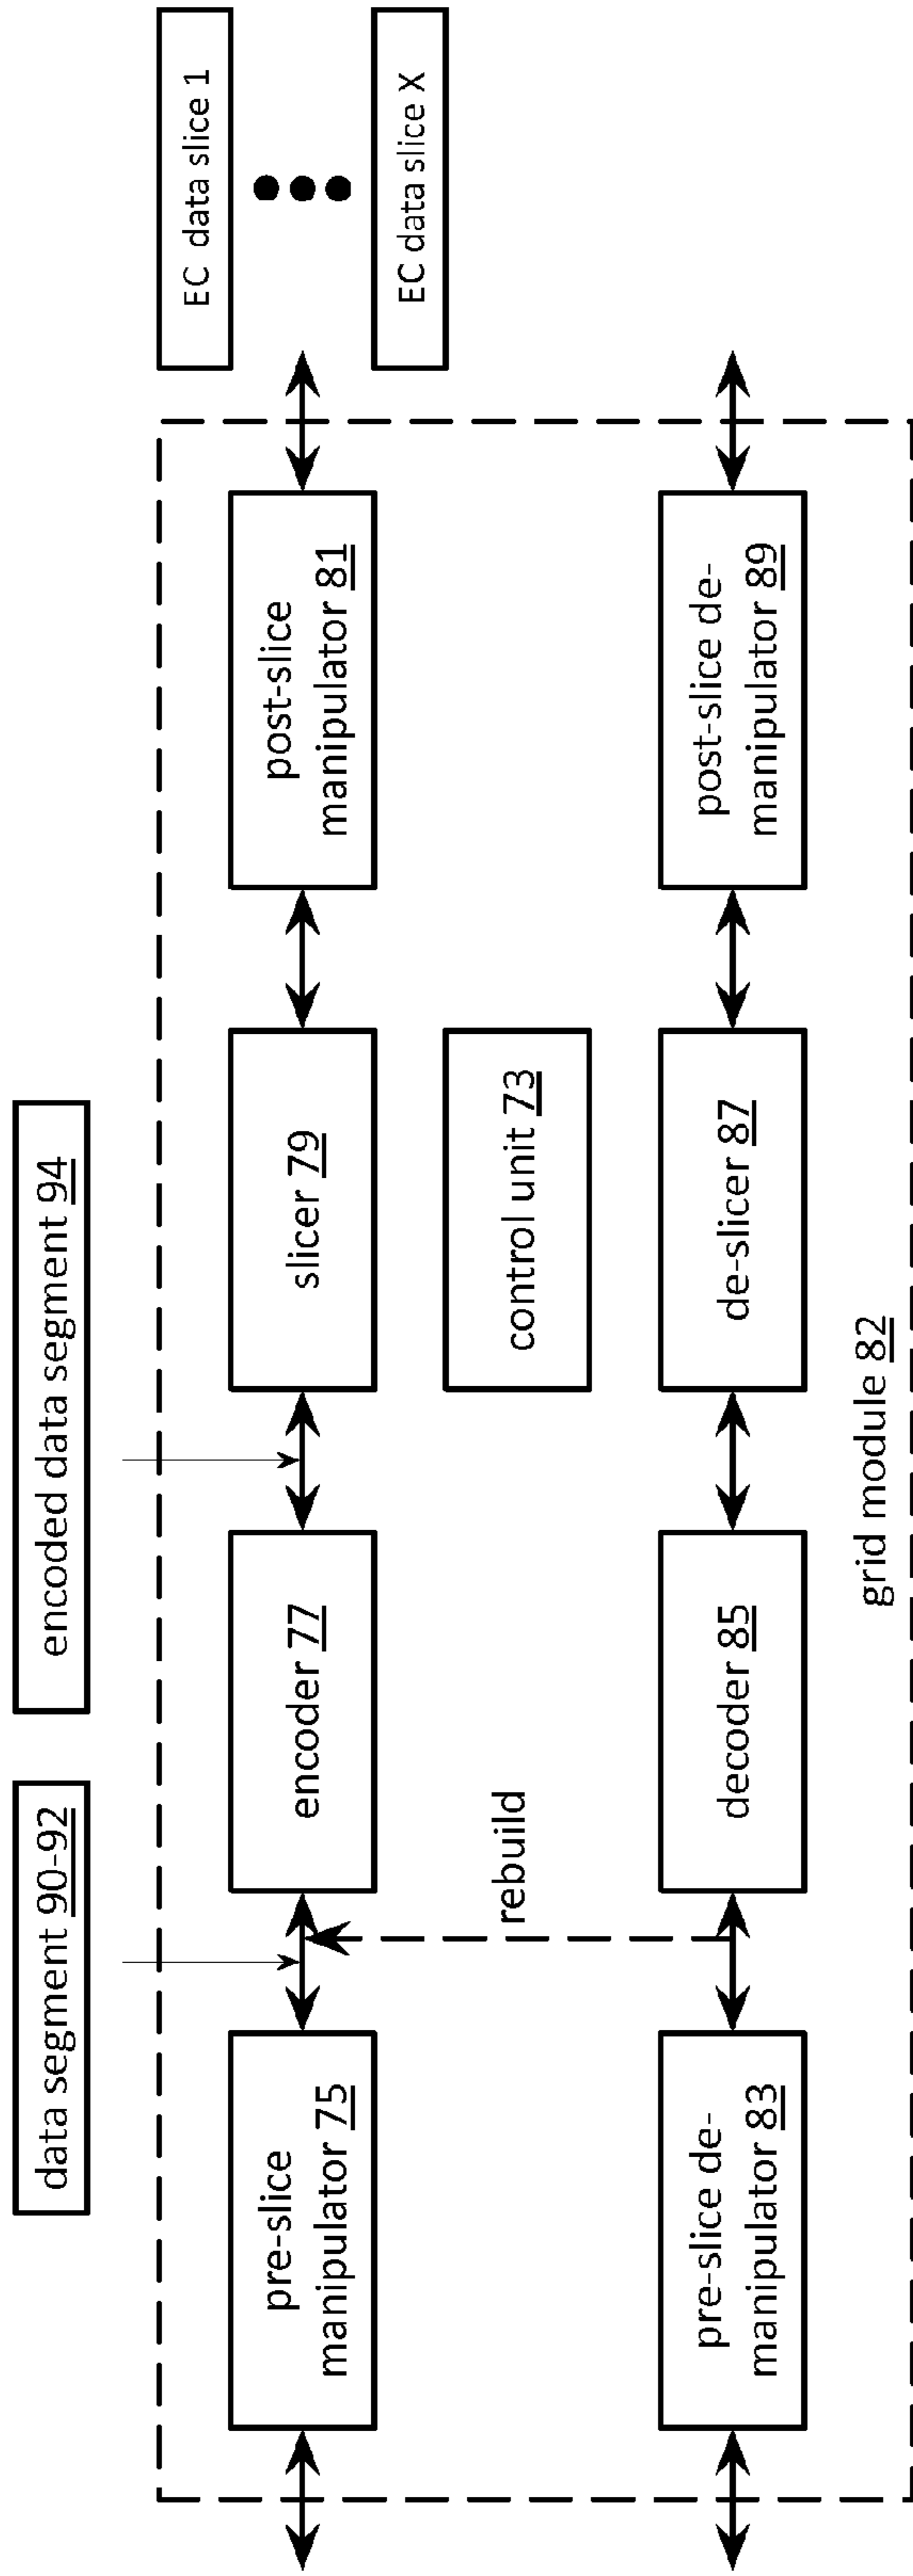 data segment 90-92
encoded data segment 94
pre-slice
manipulator 75
encoder 77
slicer 79
post-slice
manipulator 81
EC data slice 1
EC data slice X
rebuild
control unit 73
pre-slice de-
manipulator 83
decoder 85
de-slicer 87
post-slice de-
manipulator 89
grid module 82